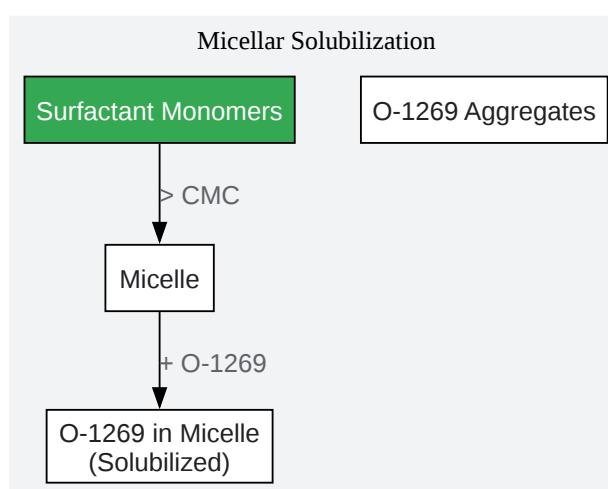 Micellar Solubilization
Surfactant Monomers
O-1269 Aggregates
> CMC
Micelle
+ O-1269
O-1269 in Micelle
(Solubilized)